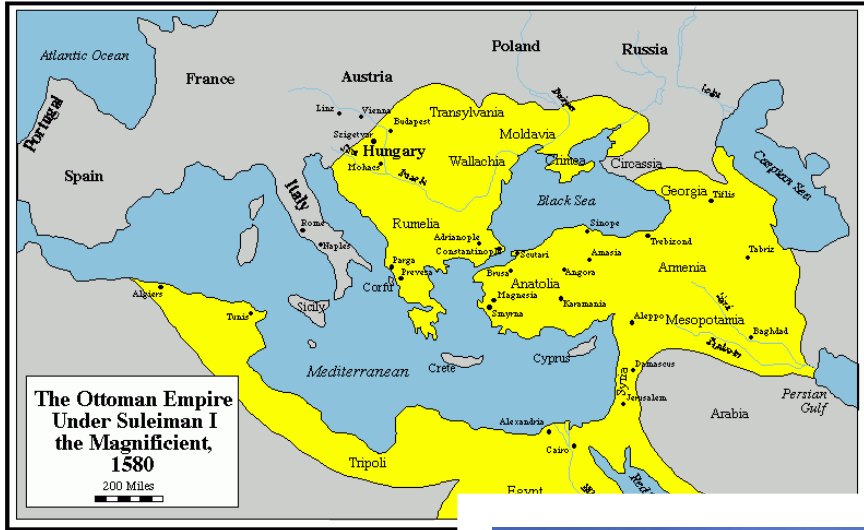 Atlantic Ocean
Poland
Russia
France
Austria
Portugal
Spain
Italy
Linz
Vienna
Budapest
Szigetvar
Hungary
Mohacs
Transylvania
Moldavia
Wallachia
Crimea
Circassia
Caspian Sea
Georgia
Tiflis
Black Sea
Rome
Naples
Rumelia
Adrianople
Constantinople
Scutari
Sinope
Amasia
Trebizond
Tabriz
Parga
Prevesa
Corfu
Brusa
Angora
Anatolia
Armenia
Magnesia
Smyrna
Karamania
Aleppo
Mesopotamia
Baghdad
Algiers
Tunis
Sicily
Mediterranean
Crete
Cyprus
Syria
Damascus
Jerusalem
Persian
Gulf
Arabia
Alexandria
Cairo
Tripoli
Egypt
The Ottoman Empire
Under Suleiman I
the Magnificient,
1580
200 Miles